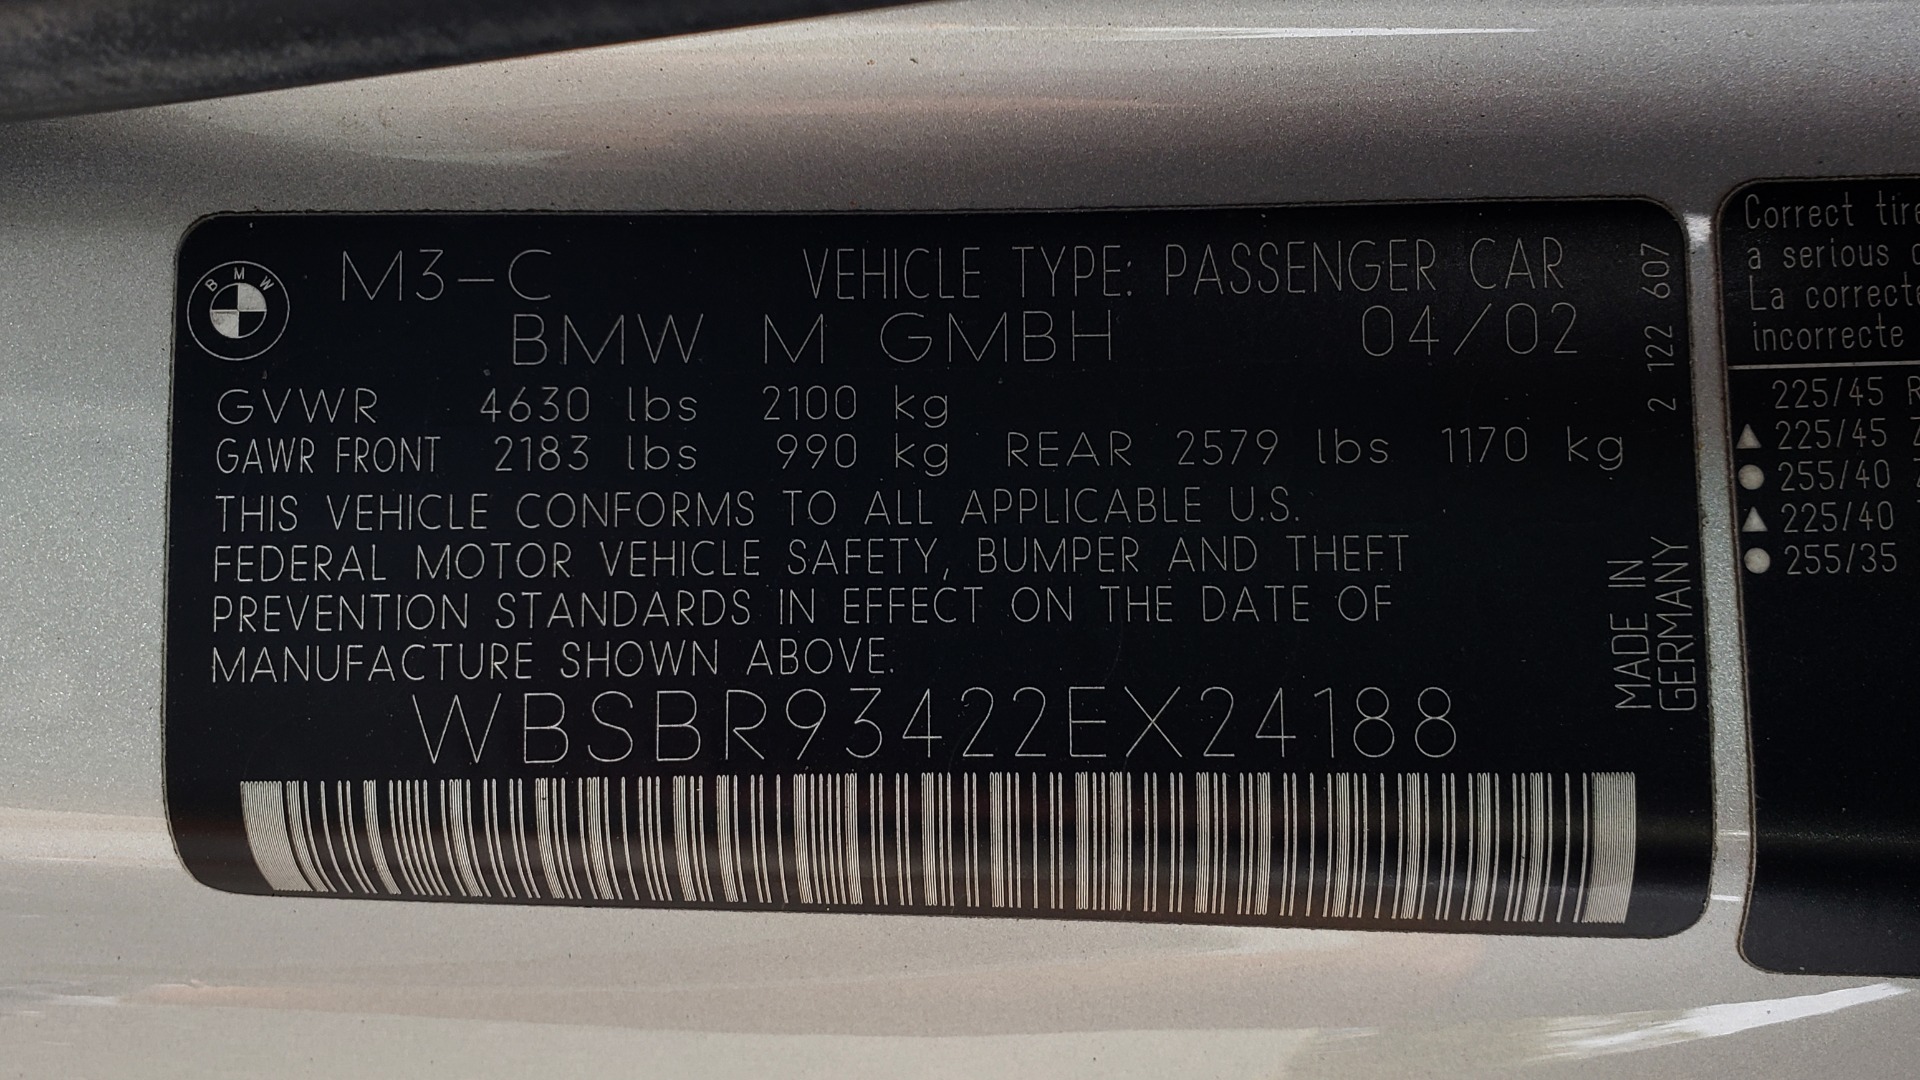 BMW
M3-C VEHICLE TYPE: PASSENGER CAR
BMW M GMBH 04/02
GVWR 4630 lbs 2100 kg
GAWR FRONT 2183 lbs 990 kg REAR 2579 lbs 1170 kg
THIS VEHICLE CONFORMS TO ALL APPLICABLE U.S.
FEDERAL MOTOR VEHICLE SAFETY, BUMPER AND THEFT
PREVENTION STANDARDS IN EFFECT ON THE DATE OF
MANUFACTURE SHOWN ABOVE.
WBSBR93422EX24188
2 122 607
MADE IN
GERMANY
Correct
a serious
La
incorrecte
225/45
225/45
255/40
225/40
255/35